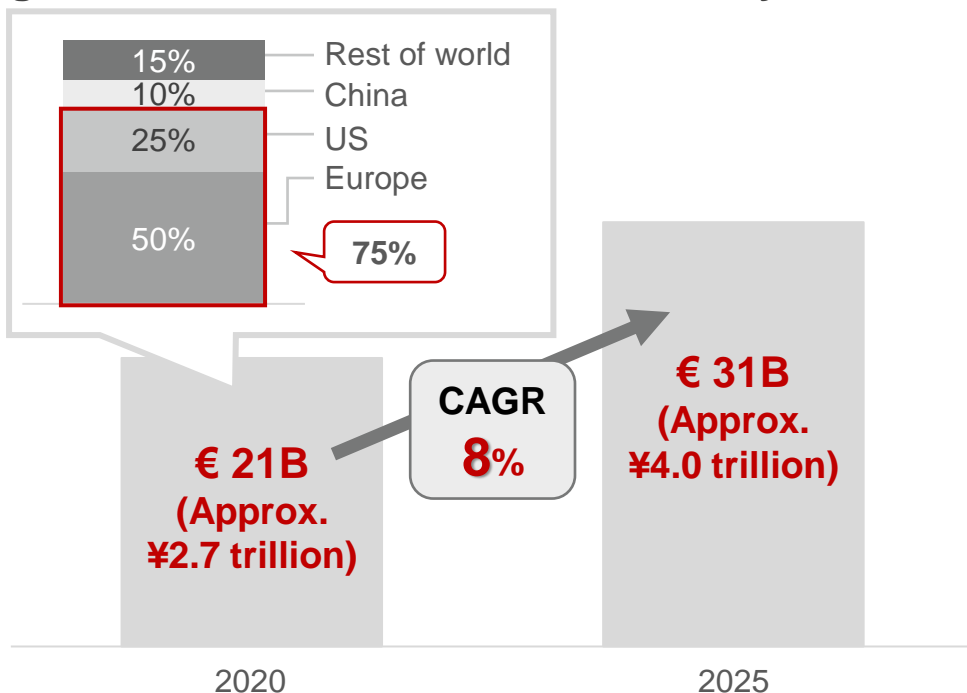 15%
Rest of world
10%
China
25%
US
Europe
50%
75%
CAGR
8%
€ 21B
(Approx.
¥2.7 trillion)
€ 31B
(Approx.
¥4.0 trillion)
2020
2025